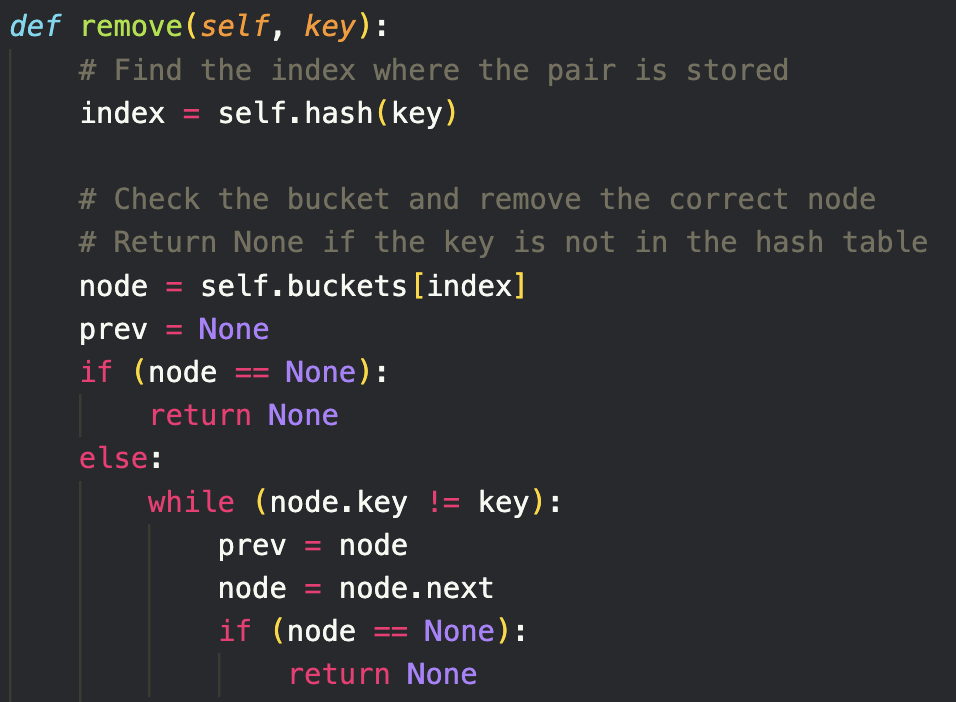 def remove(self, key):
    # Find the index where the pair is stored
    index = self.hash(key)

    # Check the bucket and remove the correct node
    # Return None if the key is not in the hash table
    node = self.buckets[index]
    prev = None
    if (node == None):
        return None
    else:
        while (node.key != key):
            prev = node
            node = node.next
            if (node == None):
                return None